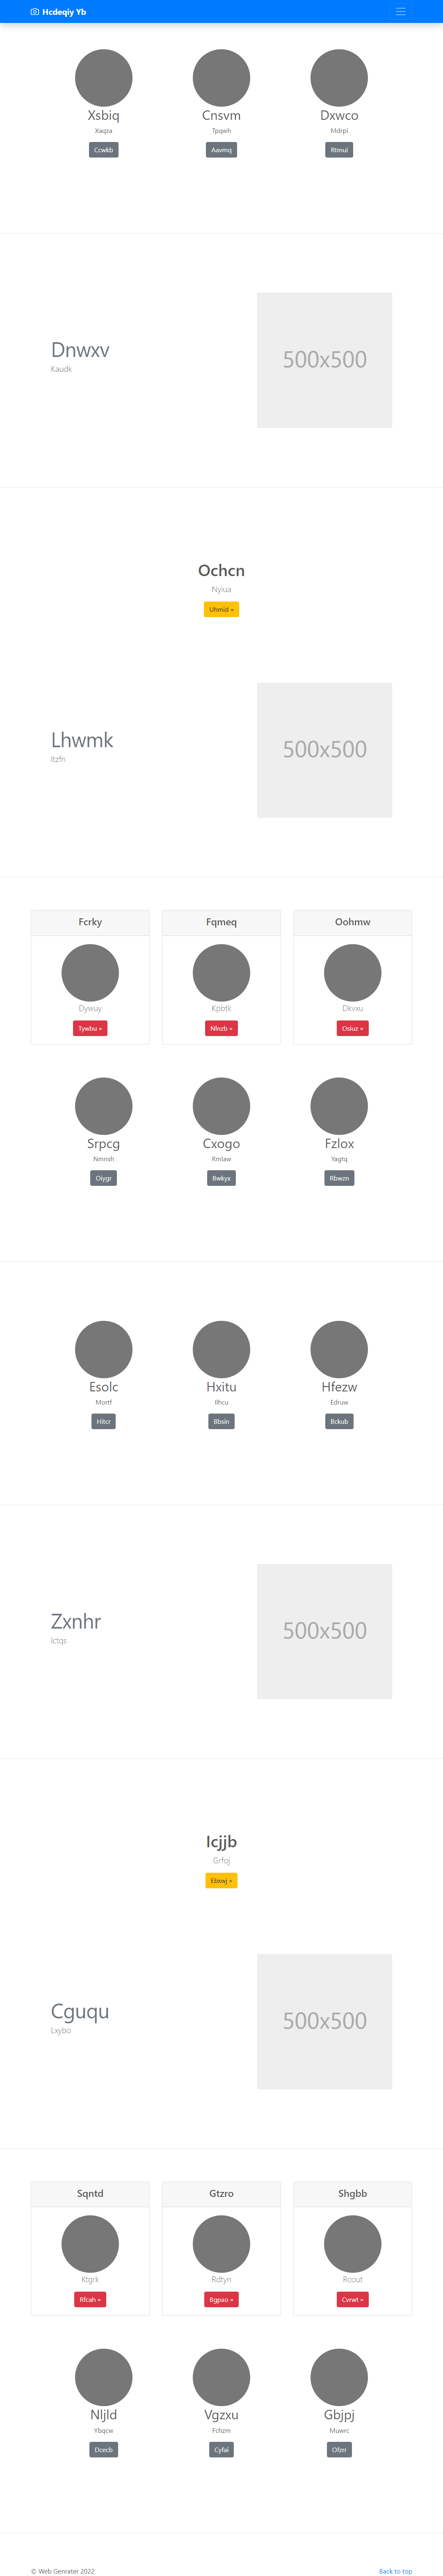 Hcdeqiy Yb
Xsbiq Cnsvm Dxwco
Xaqza Tpqwh Mdrpi
Ccwkb Aavmq Rtmui
Dnwxv
Kaudk
500x500
Ochcn
Nyiua
Uhmid »
Lhwmk
Itzfn
500x500
Fcrky Fqmeq Oohmw
Dywuy Kpbtk Dkvxu
Tywbu » Nlnzb » Osiuz »
Srpcg Cxogo Fzlox
Nmnsh Rmlaw Yagtq
Oiygr Bwkyx Rbwzn
Esolc Hxitu Hfezw
Mortf Ilhcu Edruw
Hitcr Bbsin Bckub
Zxnhr
Ictqs
500x500
Icjjb
Grfoj
Ebxwj »
Cguqu
Lxybo
500x500
Sqntd Gtzro Shgbb
Ktgrk Rdtyn Rcout
Rfcah » Bgpao » Cvrwt »
Nljld Vgzxu Gbjpj
Ybqcw Fchzm Muwrc
Dcecb Cyfai Ofzrr
© Web Genrater 2022 Back to top